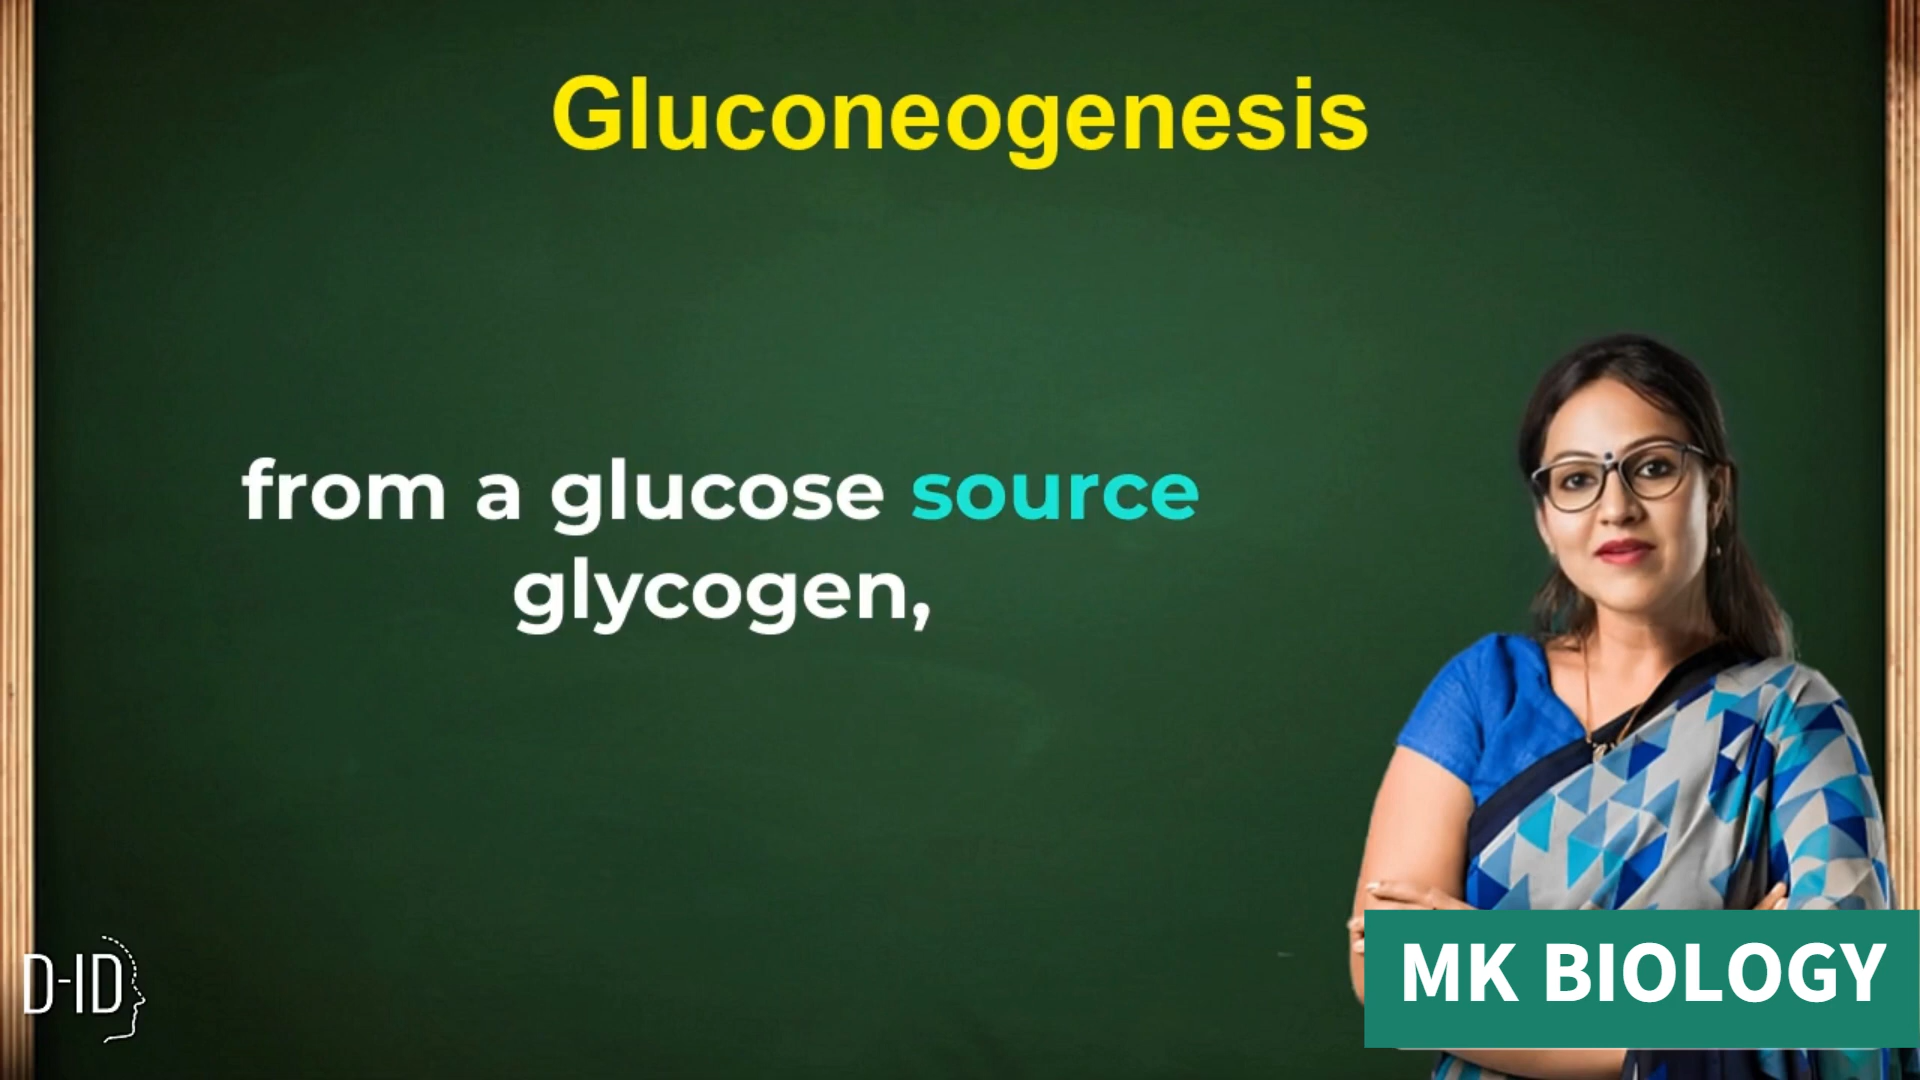 Gluconeogenesis
from a glucose source
glycogen,
D-ID
MK BIOLOGY